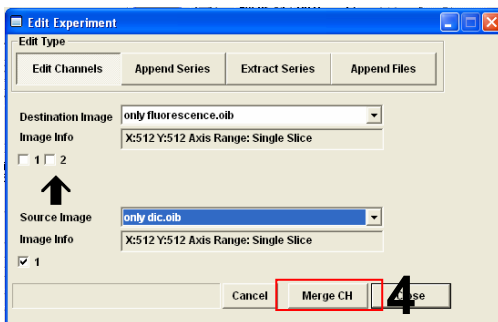 Edit Experiment
Edit Type
Edit Channels Append Series Extract Series Append Files
Destination Image only fluorescence.oib
Image Info X:512 Y:512 Axis Range: Single Slice
1 2
Source Image only dic.oib
Image Info X:512 Y:512 Axis Range: Single Slice
1
Cancel Merge CH 4 Close